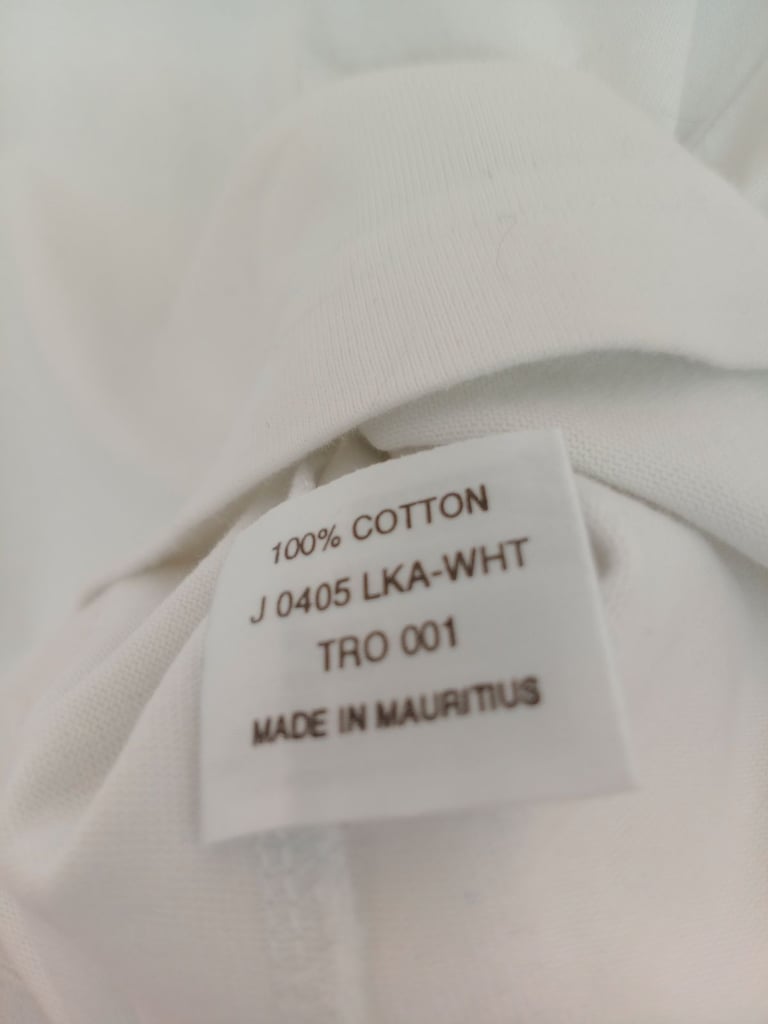 100% COTTON
J 0405 LKA-WHT
TRO 001
MADE IN MAURITIUS